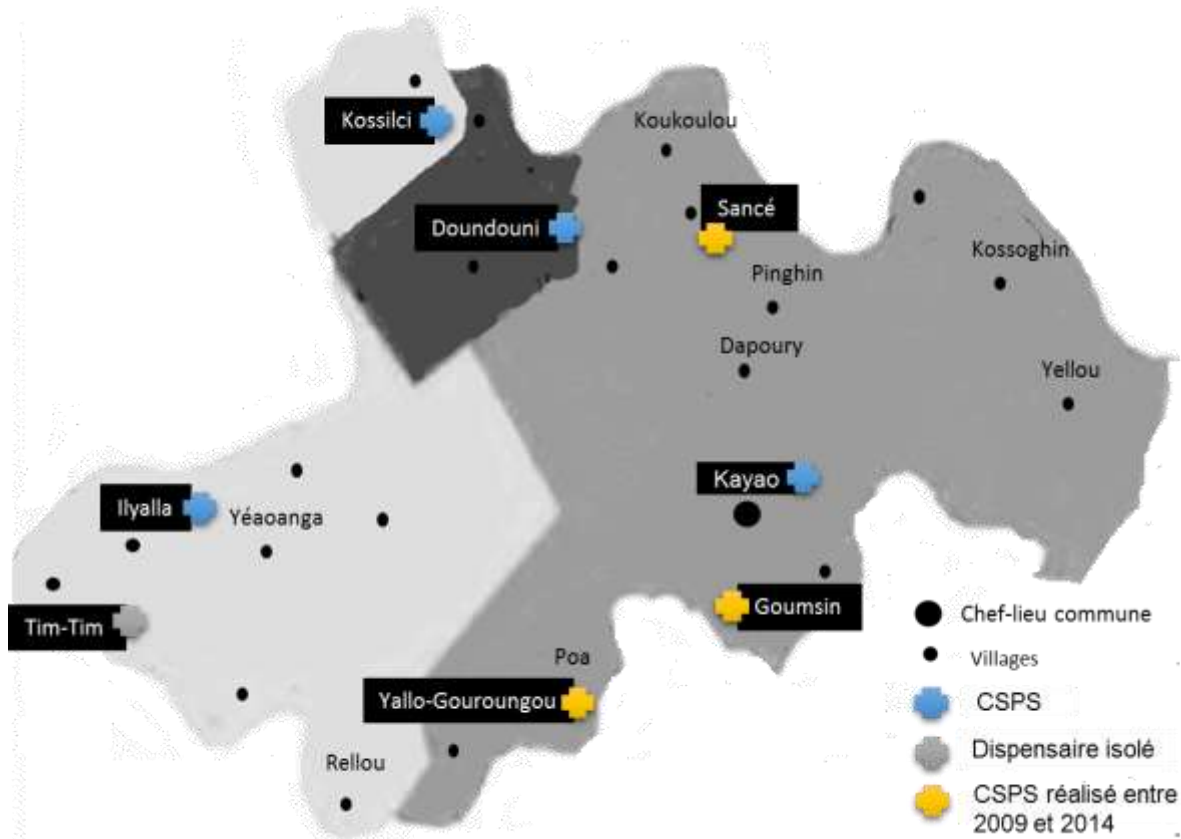 Kossilci
Koukoulou
Doundouni
Sancé
Kossoghin
Pinghin
Dapoury
Yellou
Kayao
Ilyalla
Yéaoanga
Goumsin
Tim-Tim
Poa
Yallo-Gouroungou
Rellou
Chef-lieu commune
Villages
CSPS
Dispensaire isolé
CSPS réalisé entre
2009 et 2014